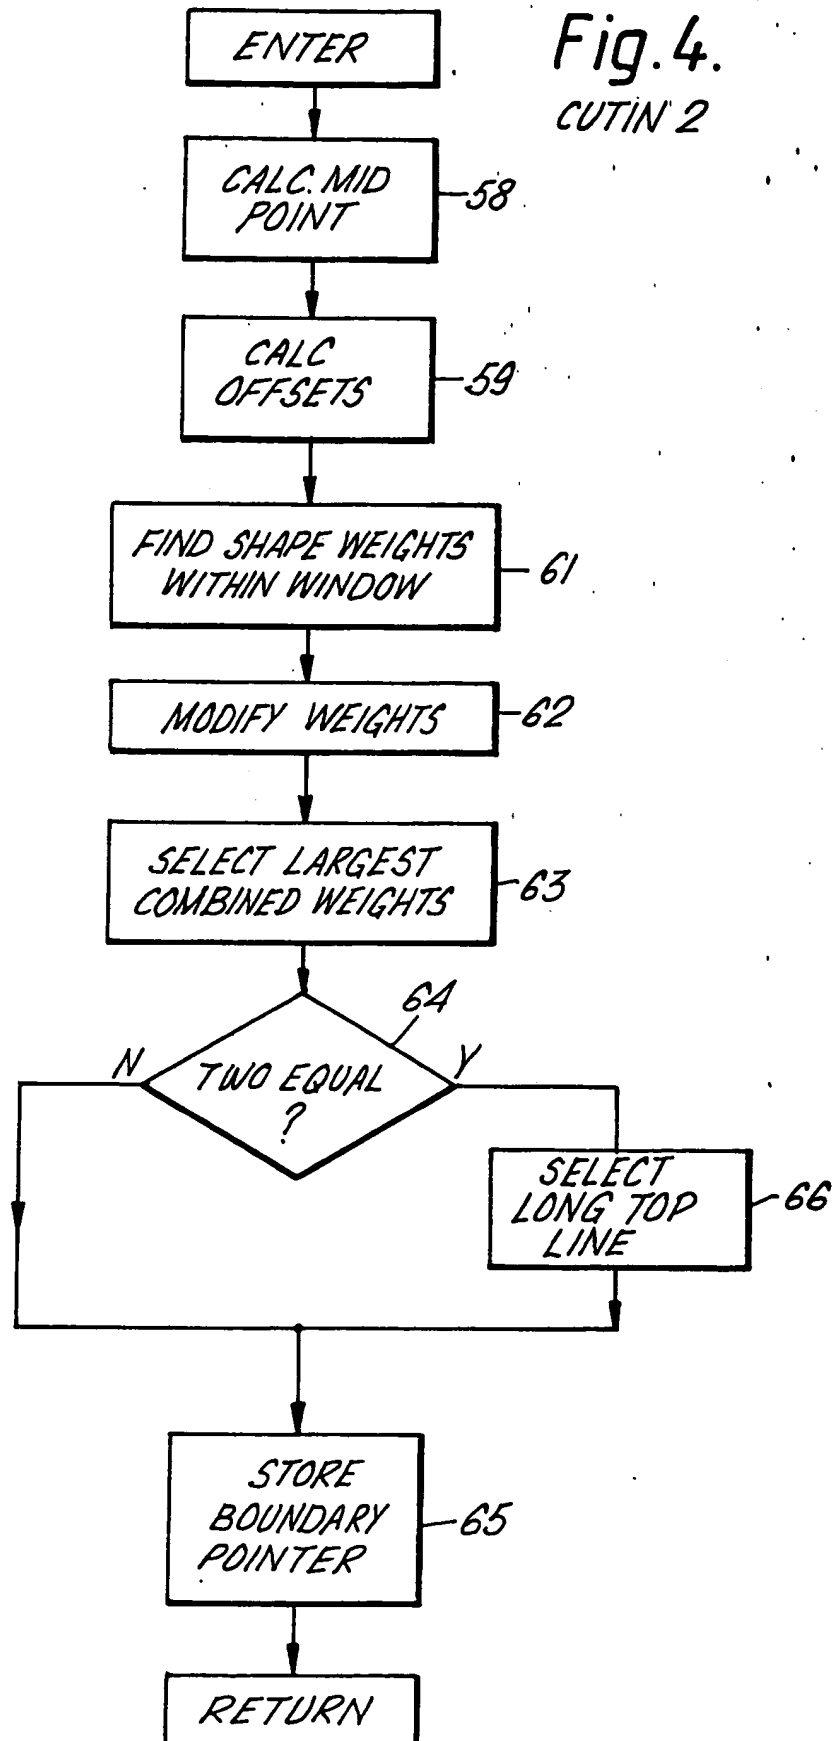 Fig. 4.
CUTIN 2
ENTER
CALC. MID
POINT
58
CALC
OFFSETS
59
FIND SHAPE WEIGHTS
WITHIN WINDOW
61
MODIFY WEIGHTS
62
SELECT LARGEST
COMBINED WEIGHTS
63
64
N
TWO EQUAL
?
Y
SELECT
LONG TOP
LINE
66
STORE
BOUNDARY
POINTER
65
RETURN